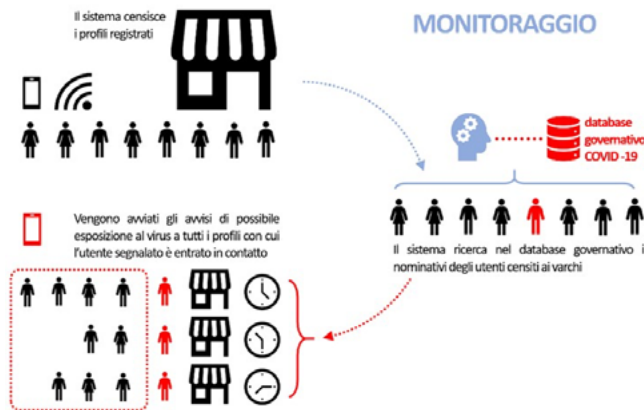 Il sistema censisce
i profili registrati
MONITORAGGIO
database
governativo
COVID -19
Il sistema ricerca nel database governativo i
nominativi degli utenti censiti ai varchi
Vengono avviati gli avvisi di possibile
esposizione al virus a tutti i profili con cui
l'utente segnalato è entrato in contatto